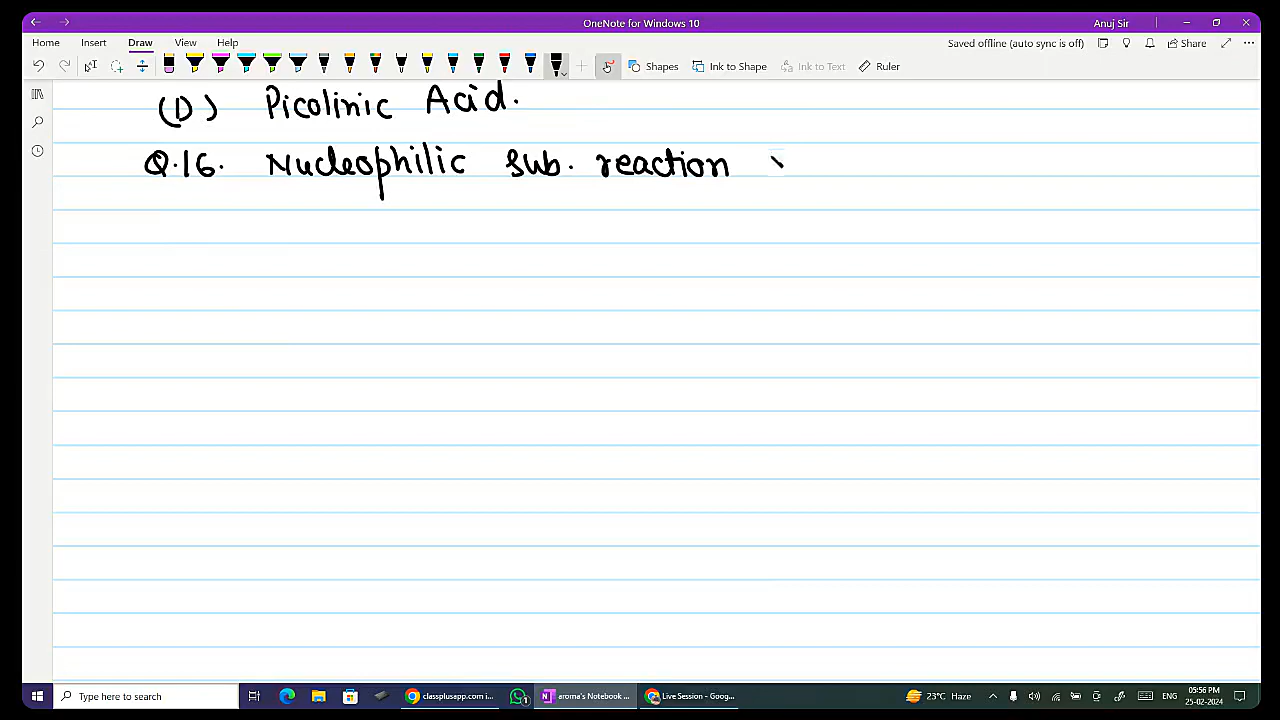 OneNote for Windows 10
Anuj Sir
Home Insert Draw View Help
Saved offline (auto sync is off)
Share
Shapes
Ink to Shape
Ink to Text
Ruler
(D) Picolinic Acid.
Q.16. Nucleophilic Sub. reaction
Type here to search
classplusapp.com i...
1
aroma's Notebook ...
Live Session - Goog...
23°C Haze
ENG
05:56 PM
25-02-2024